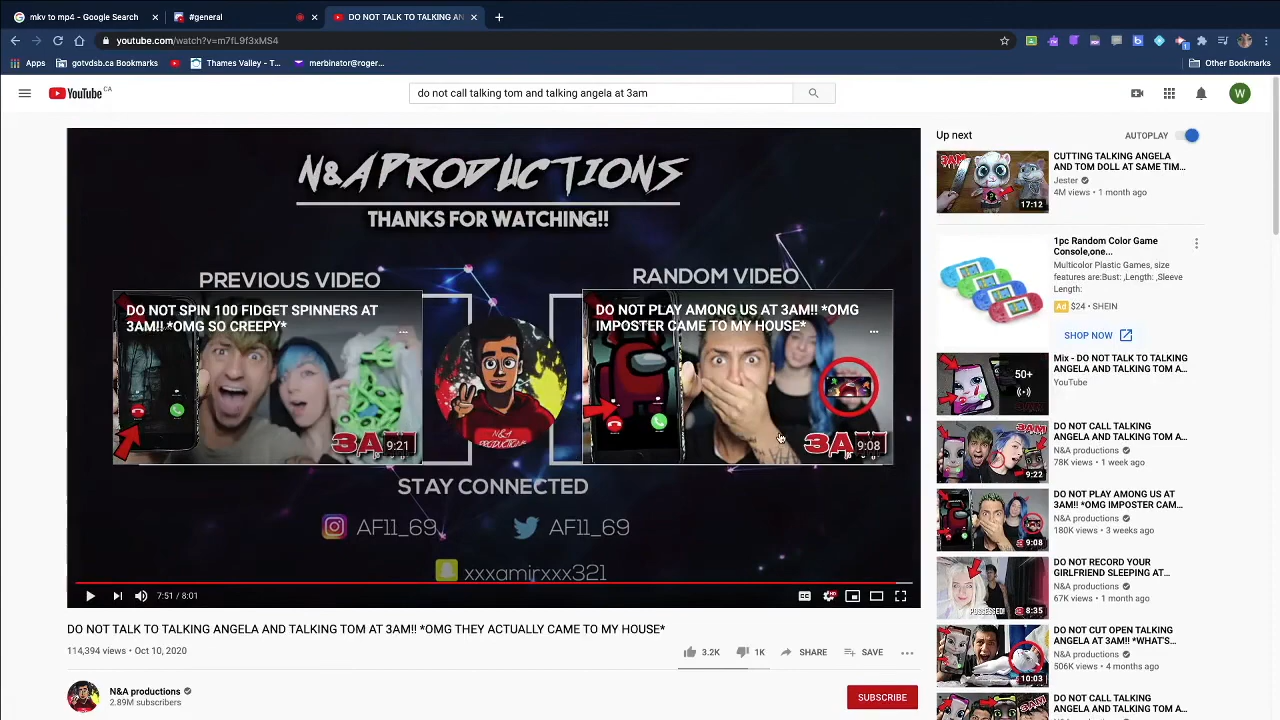 mkv to mp4 - Google Search
#general
DO NOT TALK TO TALKING AN
youtube.com/watch?v=m7fL9f3xMS4
Apps
gotvdsb.ca Bookmarks
Thames Valley - T...
merbinator@roger...
Other Bookmarks
YouTube CA
do not call talking tom and talking angela at 3am
W
N&A PRODUCTIONS
THANKS FOR WATCHING!!
PREVIOUS VIDEO
RANDOM VIDEO
DO NOT SPIN 100 FIDGET SPINNERS AT
3AM!! *OMG SO CREEPY*
3AM
9:21
DO NOT PLAY AMONG US AT 3AM!! *OMG
IMPOSTER CAME TO MY HOUSE*
3AM
9:08
N&A
PRODUCTIONS
STAY CONNECTED
AF11_69
AF11_69
xxxamirxxx321
7:51 / 8:01
DO NOT TALK TO TALKING ANGELA AND TALKING TOM AT 3AM!! *OMG THEY ACTUALLY CAME TO MY HOUSE*
114,394 views • Oct 10, 2020
3.2K
1K
SHARE
SAVE
N&A productions
2.89M subscribers
SUBSCRIBE
Up next
AUTOPLAY
3AM
17:12
CUTTING TALKING ANGELA
AND TOM DOLL AT SAME TIM...
Jester
4M views • 1 month ago
1pc Random Color Game
Console,one...
Multicolor Plastic Games, size
features are:Bust: ,Length: ,Sleeve
Length:
Ad $24 • SHEIN
SHOP NOW
50+
Mix - DO NOT TALK TO TALKING
ANGELA AND TALKING TOM A...
YouTube
3AM
9:22
DO NOT CALL TALKING
ANGELA AND TALKING TOM A...
N&A productions
78K views • 1 week ago
9:08
DO NOT PLAY AMONG US AT
3AM!! *OMG IMPOSTER CAM...
N&A productions
180K views • 3 weeks ago
POSSESSED!
8:35
DO NOT RECORD YOUR
GIRLFRIEND SLEEPING AT...
N&A productions
67K views • 1 month ago
10:03
DO NOT CUT OPEN TALKING
ANGELA AT 3AM!! *WHAT'S...
N&A productions
506K views • 4 months ago
DO NOT CALL TALKING